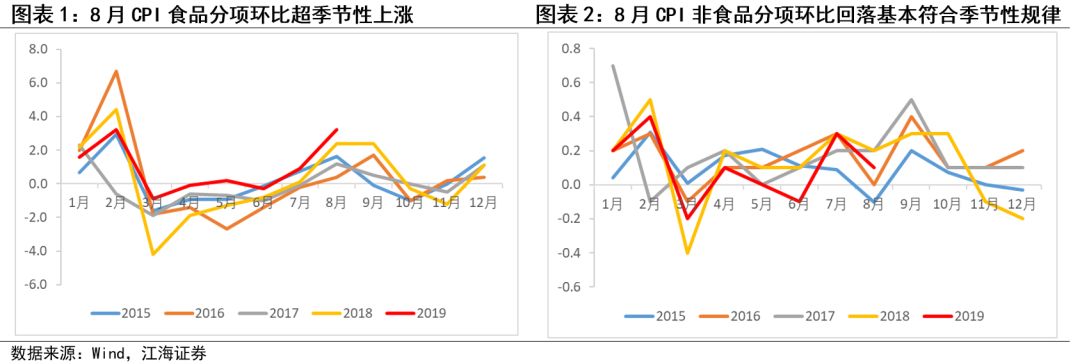 图表 1：8 月 CPI 食品分项环比超季节性上涨
8.0
6.0
4.0
2.0
0.0
-2.0
-4.0
-6.0
1月 2月 3月 4月 5月 6月 7月 8月 9月 10月 11月 12月
2015 2016 2017 2018 2019
图表 2：8 月 CPI 非食品分项环比回落基本符合季节性规律
0.8
0.6
0.4
0.2
0.0
-0.2
-0.4
-0.6
1月 2月 3月 4月 5月 6月 7月 8月 9月 10月 11月 12月
2015 2016 2017 2018 2019
数据来源：Wind，江海证券